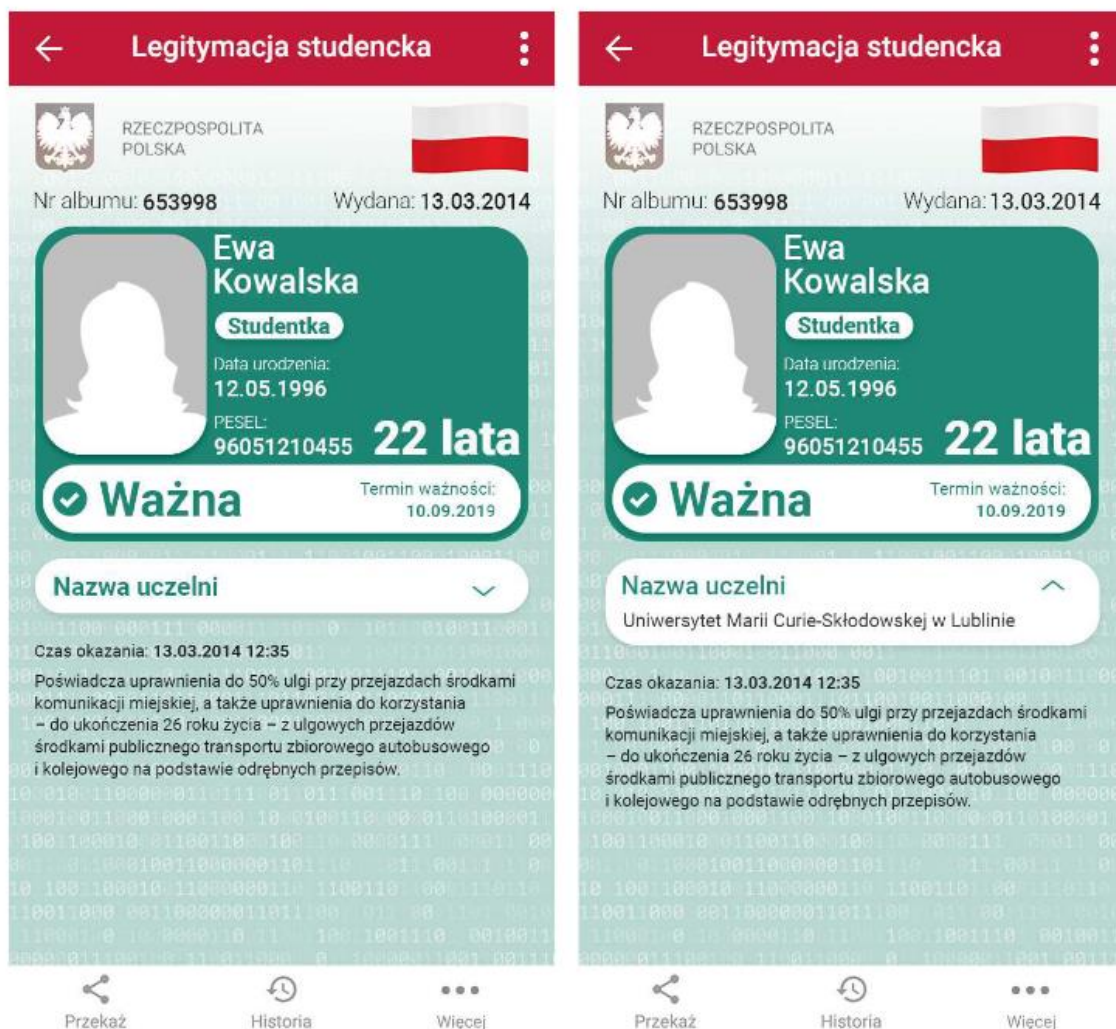 Legitymacja studencka
RZECZPOSPOLITA
POLSKA
Nr albumu: 653998 Wydana: 13.03.2014
Ewa
Kowalska
Studentka
Data urodzenia:
12.05.1996
PESEL:
96051210455 22 lata
Ważna Termin ważności:
10.09.2019
Nazwa uczelni
Czas okazania: 13.03.2014 12:35
Poświadcza uprawnienia do 50% ulgi przy przejazdach środkami
komunikacji miejskiej, a także uprawnienia do korzystania
– do ukończenia 26 roku życia – z ulgowych przejazdów
środkami publicznego transportu zbiorowego autobusowego
i kolejowego na podstawie odrębnych przepisów.
Przekaż Historia Więcej
Legitymacja studencka
RZECZPOSPOLITA
POLSKA
Nr albumu: 653998 Wydana: 13.03.2014
Ewa
Kowalska
Studentka
Data urodzenia:
12.05.1996
PESEL:
96051210455 22 lata
Ważna Termin ważności:
10.09.2019
Nazwa uczelni
Uniwersytet Marii Curie-Skłodowskej w Lublinie
Czas okazania: 13.03.2014 12:35
Poświadcza uprawnienia do 50% ulgi przy przejazdach środkami
komunikacji miejskiej, a także uprawnienia do korzystania
– do ukończenia 26 roku życia – z ulgowych przejazdów
środkami publicznego transportu zbiorowego autobusowego
i kolejowego na podstawie odrębnych przepisów.
Przekaż Historia Więcej